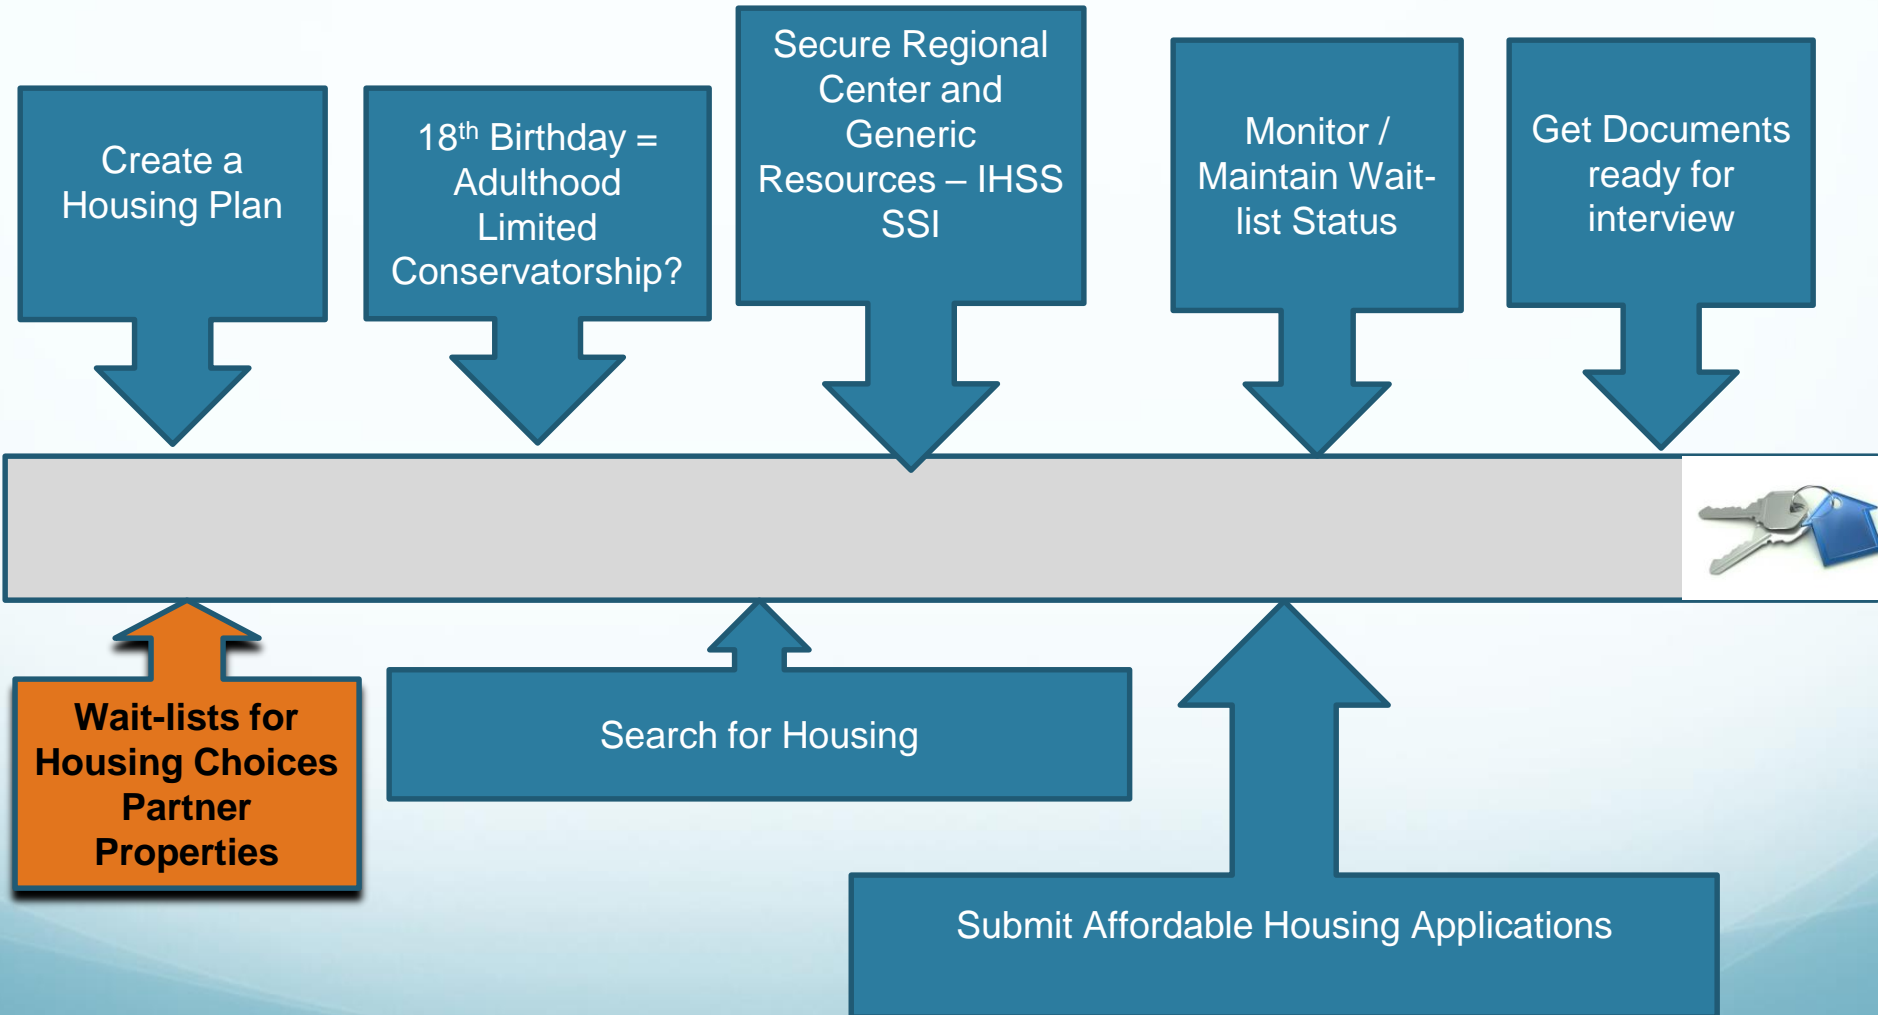 Create a
Housing Plan
18th Birthday =
Adulthood
Limited
Conservatorship?
Secure Regional
Center and
Generic
Resources – IHSS
SSI
Monitor /
Maintain Wait-
list Status
Get Documents
ready for
interview
Wait-lists for
Housing Choices
Partner
Properties
Search for Housing
Submit Affordable Housing Applications